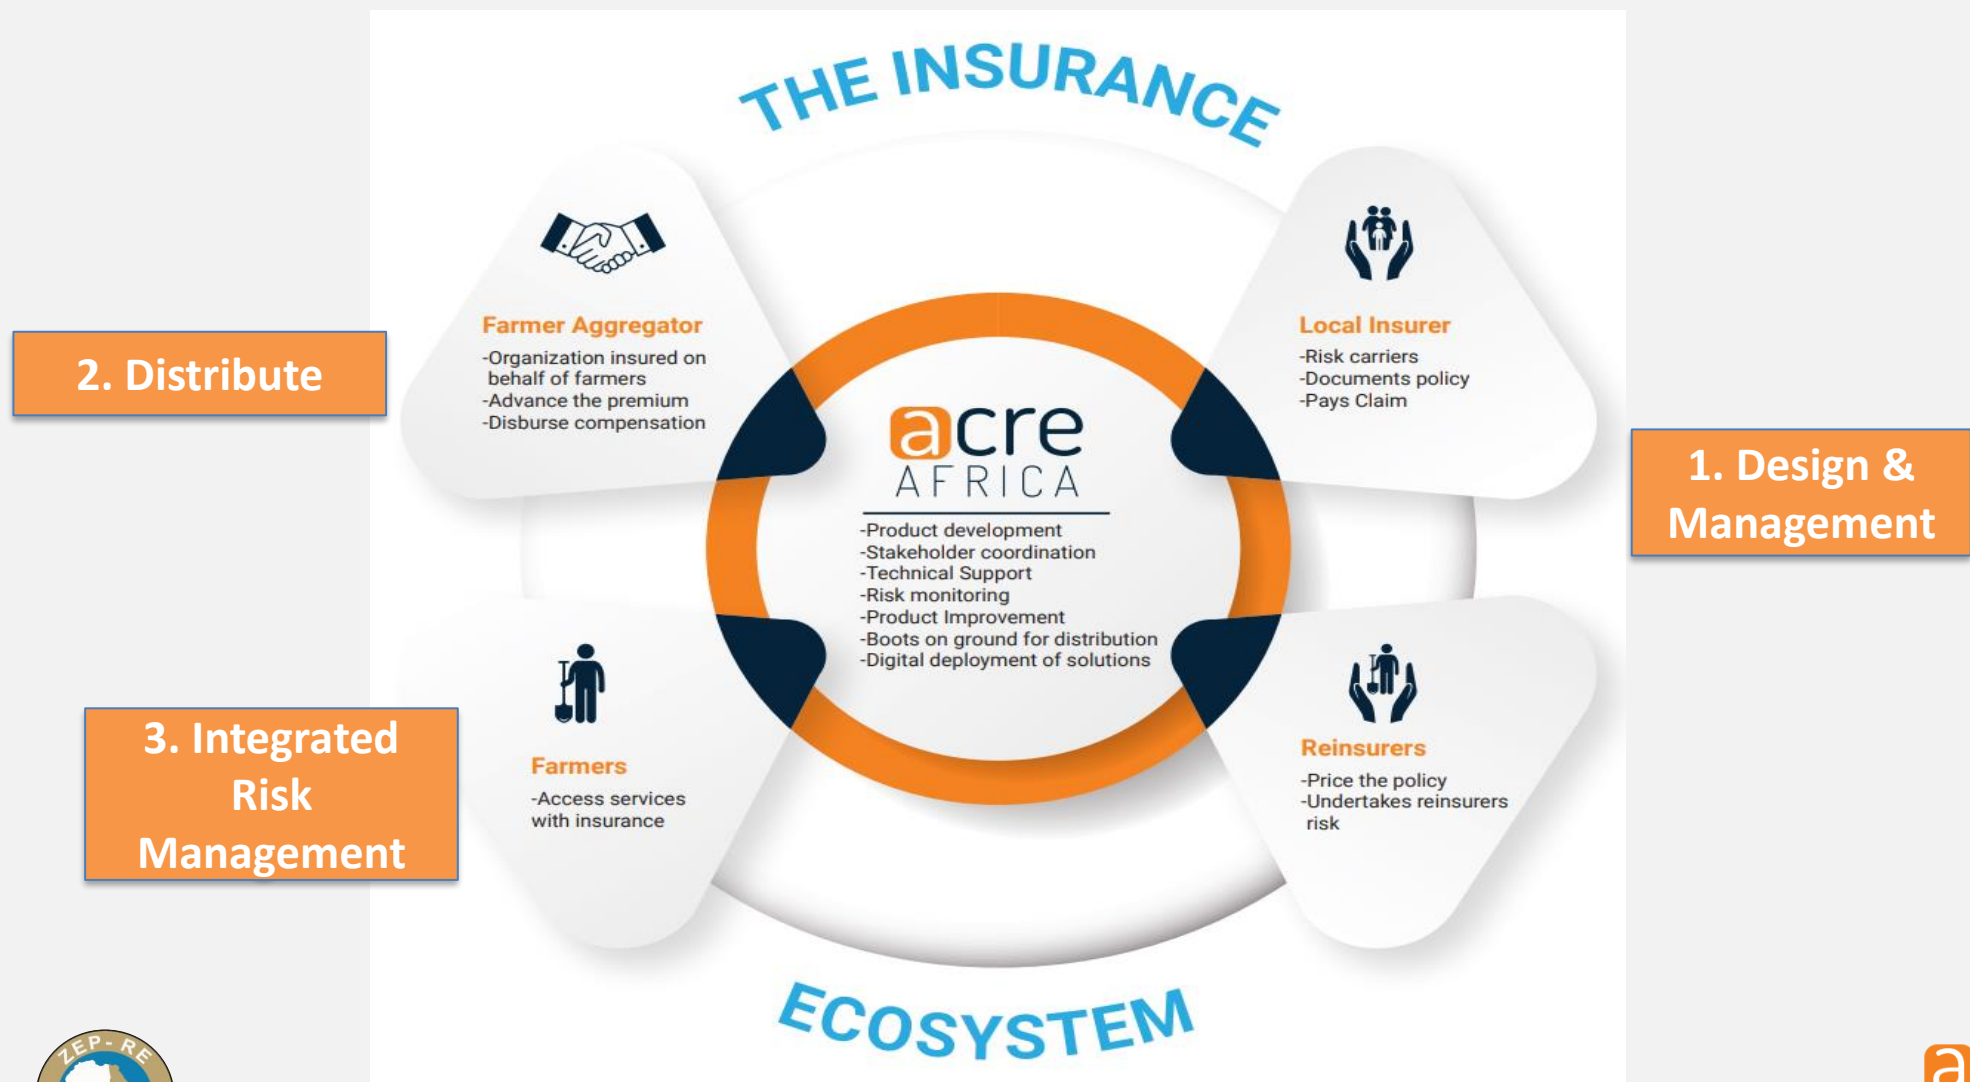 THE INSURANCE
Farmer Aggregator
-Organization insured on
behalf of farmers
-Advance the premium
-Disburse compensation
Local Insurer
-Risk carriers
-Documents policy
-Pays Claim
2. Distribute
1. Design &
Management
acre
AFRICA
-Product development
-Stakeholder coordination
-Technical Support
-Risk monitoring
-Product Improvement
-Boots on ground for distribution
-Digital deployment of solutions
3. Integrated
Risk
Management
Farmers
-Access services
with insurance
Reinsurers
-Price the policy
-Undertakes reinsurers
risk
ECOSYSTEM
ZEP-RE
a